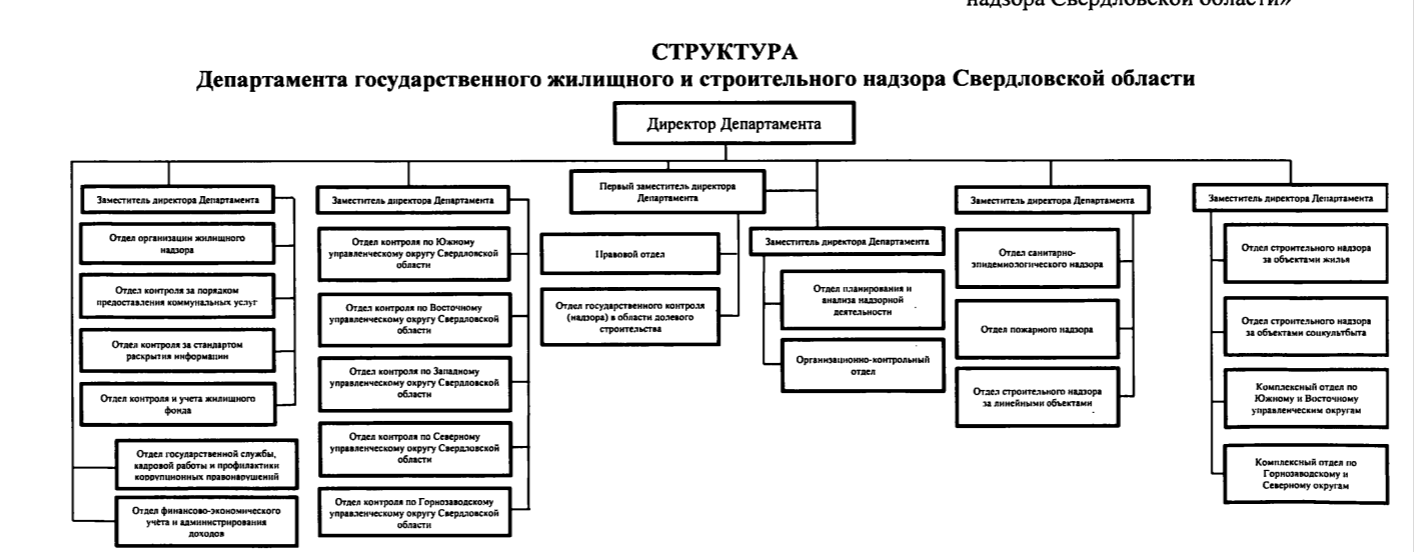 надзора Свердловской области»
СТРУКТУРА
Департамента государственного жилищного и строительного надзора Свердловской области
Директор Департамента
Заместитель директора Департамента
Отдел организации жилищного
надзора
Отдел контроля за порядком
предоставления коммунальных услуг
Отдел контроля за стандартом
раскрытия информации
Отдел контроля и учета жилищного
фонда
Отдел государственной службы,
кадровой работы и профилактики
коррупционных правонарушений
Отдел финансово-экономического
учёта и администрирования
доходов
Заместитель директора Департамента
Отдел контроля по Южному
управленческому округу Свердловской
области
Отдел контроля по Восточному
управленческому округу Свердловской
области
Отдел контроля по Западному
управленческому округу Свердловской
области
Отдел контроля по Северному
управленческому округу Свердловской
области
Отдел контроля по Горнозаводскому
управленческому округу Свердловской
области
Первый заместитель директора
Департамента
Правовой отдел
Отдел государственного контроля
(надзора) в области долевого
строительства
Заместитель директора Департамента
Отдел планирования и
анализа надзорной
деятельности
Организационно-контрольный
отдел
Заместитель директора Департамента
Отдел санитарно-
эпидемиологического надзора
Отдел пожарного надзора
Отдел строительного надзора
за линейными объектами
Заместитель директора Департамента
Отдел строительного надзора
за объектами жилья
Отдел строительного надзора
за объектами соцкультбыта
Комплексный отдел по
Южному и Восточному
управленческим округам
Комплексный отдел по
Горнозаводскому и
Северному округам